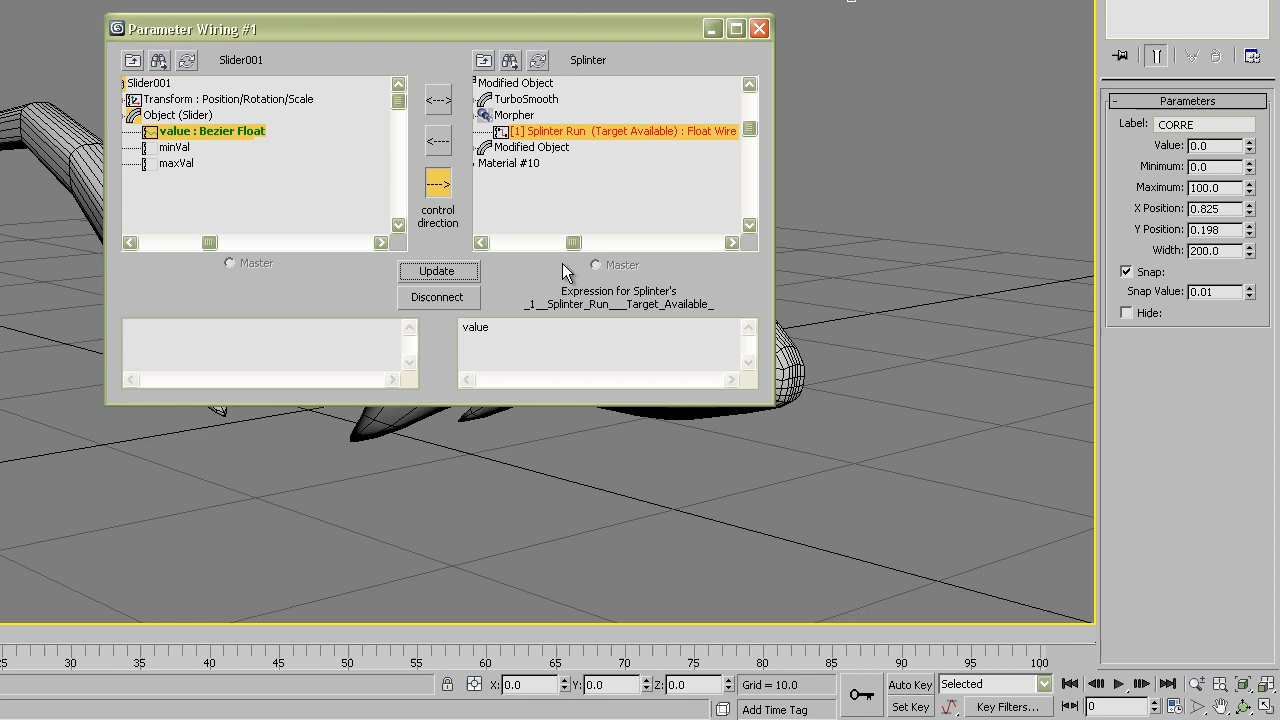 Parameter Wiring #1
Slider001
Splinter
Slider001
Transform : Position/Rotation/Scale
Object (Slider)
value : Bezier Float
minVal
maxVal
<--->
<---
---->
control
direction
Modified Object
TurboSmooth
Morpher
[1] Splinter Run (Target Available) : Float Wire
Modified Object
Material #10
Master
Update
Disconnect
Master
Expression for Splinter's
_1__Splinter_Run___Target_Available_
value
Parameters
Label: CORRE
Value: 0.0
Minimum: 0.0
Maximum: 100.0
X Position: 0.825
Y Position: 0.198
Width: 200.0
Snap:
Snap Value: 0.01
Hide:
25 30 35 40 45 50 55 60 65 70 75 80 85 90 95 100
X: 0.0 Y: 0.0 Z: 0.0 Grid = 10.0
Add Time Tag
Auto Key Selected
Set Key Key Filters...
0